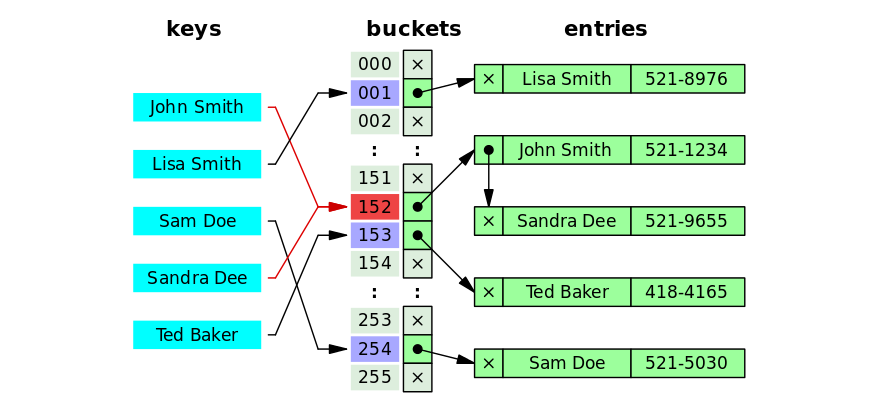 keys buckets entries
000 ×
× Lisa Smith 521-8976
001
John Smith
002 ×
: :
× John Smith 521-1234
Lisa Smith
151 ×
152
Sam Doe
× Sandra Dee 521-9655
153
154 ×
Sandra Dee
: :
× Ted Baker 418-4165
253 ×
Ted Baker
254
× Sam Doe 521-5030
255 ×